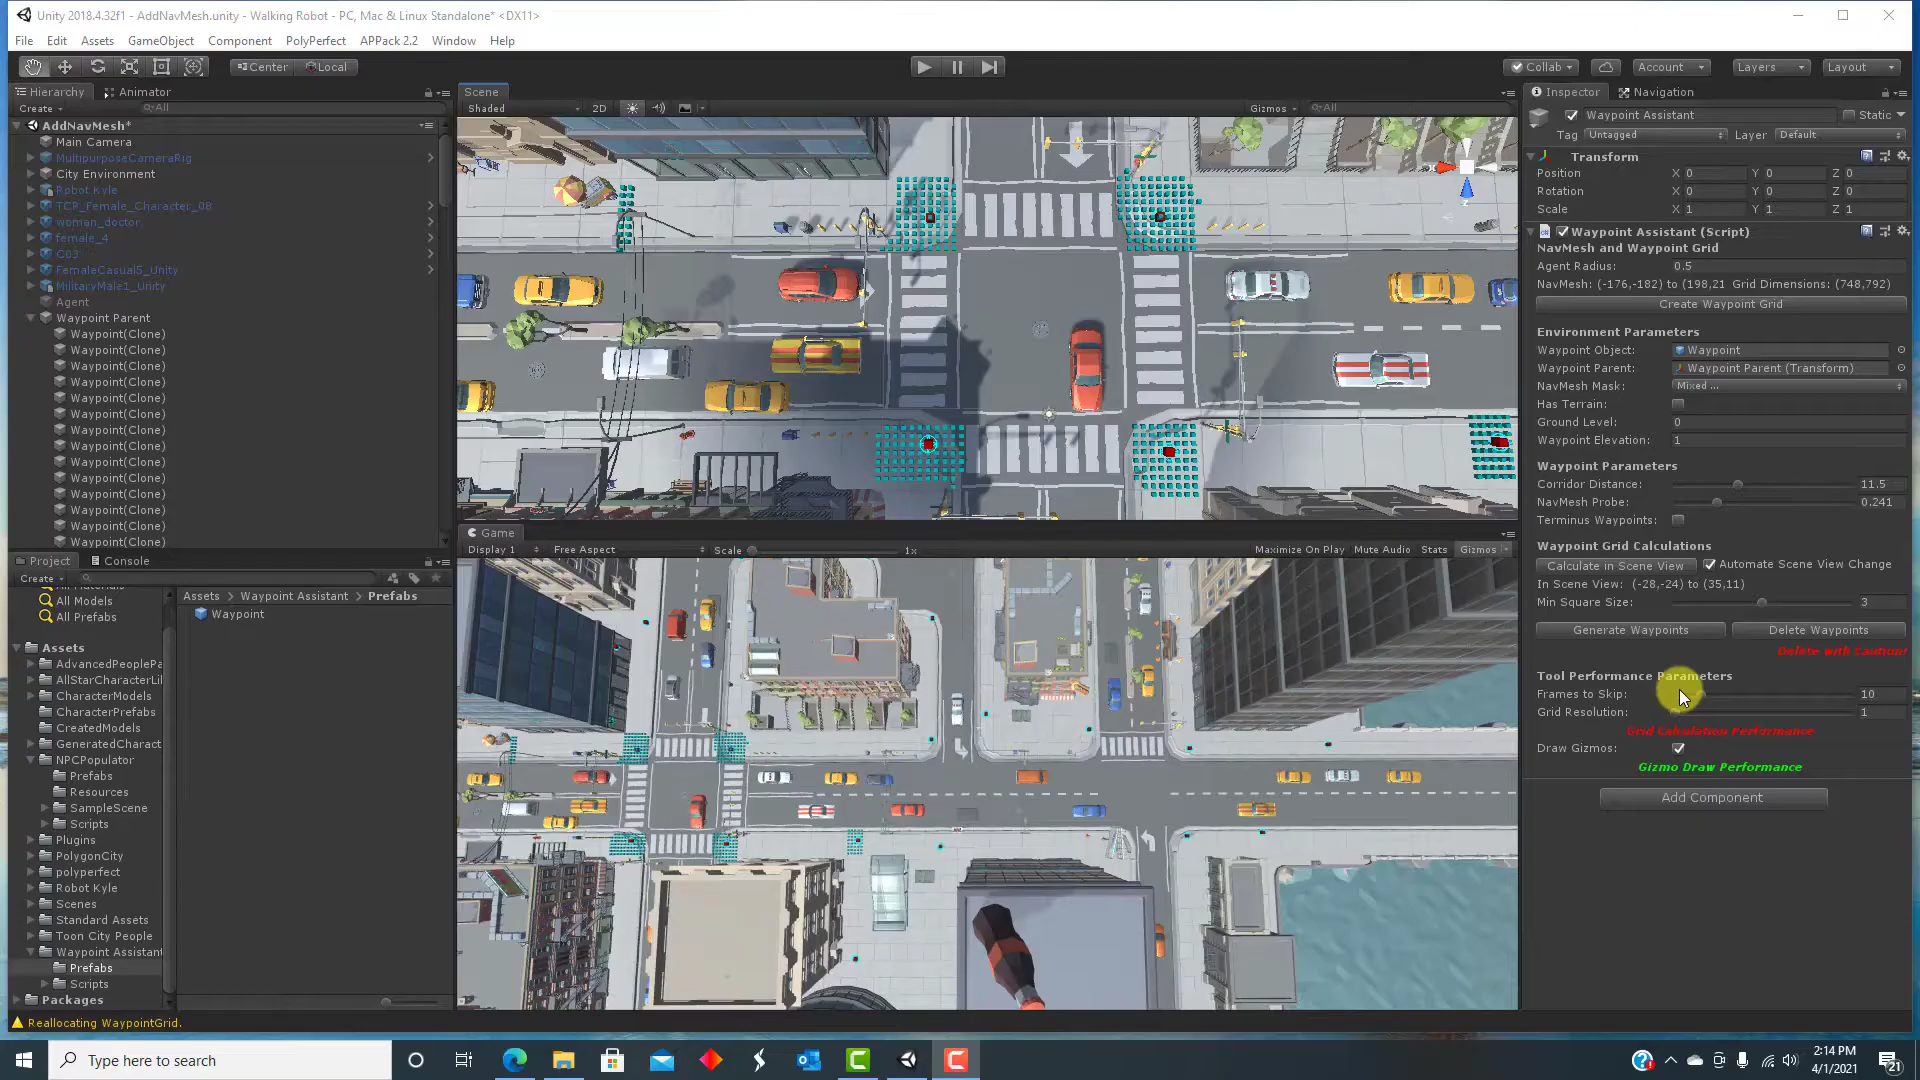 Unity 2018.4.32f1 - AddNavMesh.unity - Walking Robot - PC, Mac & Linux Standalone* <DX11>
File Edit Assets GameObject Component PolyPerfect APPack 2.2 Window Help
Center Local Collab Account Layers Layout
Hierarchy Animator
Create All
AddNavMesh*
Main Camera
MultipurposeCameraRig
City Environment
Robot Kyle
TCP_Female_Character_08
woman_doctor
female_4
C03
FemaleCasual5_Unity
MilitaryMale1_Unity
Agent
Waypoint Parent
Waypoint(Clone)
Waypoint(Clone)
Waypoint(Clone)
Waypoint(Clone)
Waypoint(Clone)
Waypoint(Clone)
Waypoint(Clone)
Waypoint(Clone)
Waypoint(Clone)
Waypoint(Clone)
Waypoint(Clone)
Waypoint(Clone)
Waypoint(Clone)
Waypoint(Clone)
Scene
Shaded 2D Gizmos All
Game
Display 1 Free Aspect Scale 1x Maximize On Play Mute Audio Stats Gizmos
Project Console
Create
All Models
All Prefabs
Assets
AdvancedPeoplePa
AllStarCharacterLi
CharacterModels
CharacterPrefabs
CreatedModels
GeneratedCharact
NPCPopulator
Prefabs
Resources
SampleScene
Scripts
Plugins
PolygonCity
polyperfect
Robot Kyle
Scenes
Standard Assets
Toon City People
Waypoint Assistant
Prefabs
Scripts
Packages
Assets Waypoint Assistant Prefabs
Waypoint
Inspector Navigation
Waypoint Assistant Static
Tag Untagged Layer Default
Transform
Position X 0 Y 0 Z 0
Rotation X 0 Y 0 Z 0
Scale X 1 Y 1 Z 1
Waypoint Assistant (Script)
NavMesh and Waypoint Grid
Agent Radius: 0.5
NavMesh: (-176,-182) to (198,21 Grid Dimensions: (748,792)
Create Waypoint Grid
Environment Parameters
Waypoint Object: Waypoint
Waypoint Parent: Waypoint Parent (Transform)
NavMesh Mask: Mixed ...
Has Terrain:
Ground Level: 0
Waypoint Elevation: 1
Waypoint Parameters
Corridor Distance: 11.5
NavMesh Probe: 0.241
Terminus Waypoints:
Waypoint Grid Calculations
Calculate in Scene View Automate Scene View Change
In Scene View: (-28,-24) to (35,11)
Min Square Size: 3
Generate Waypoints Delete Waypoints
Delete with Caution!
Tool Performance Parameters
Frames to Skip: 10
Grid Resolution: 1
Grid Calculation Performance
Draw Gizmos:
Gizmo Draw Performance
Add Component
Reallocating WaypointGrid.
Type here to search
2:14 PM
4/1/2021
21